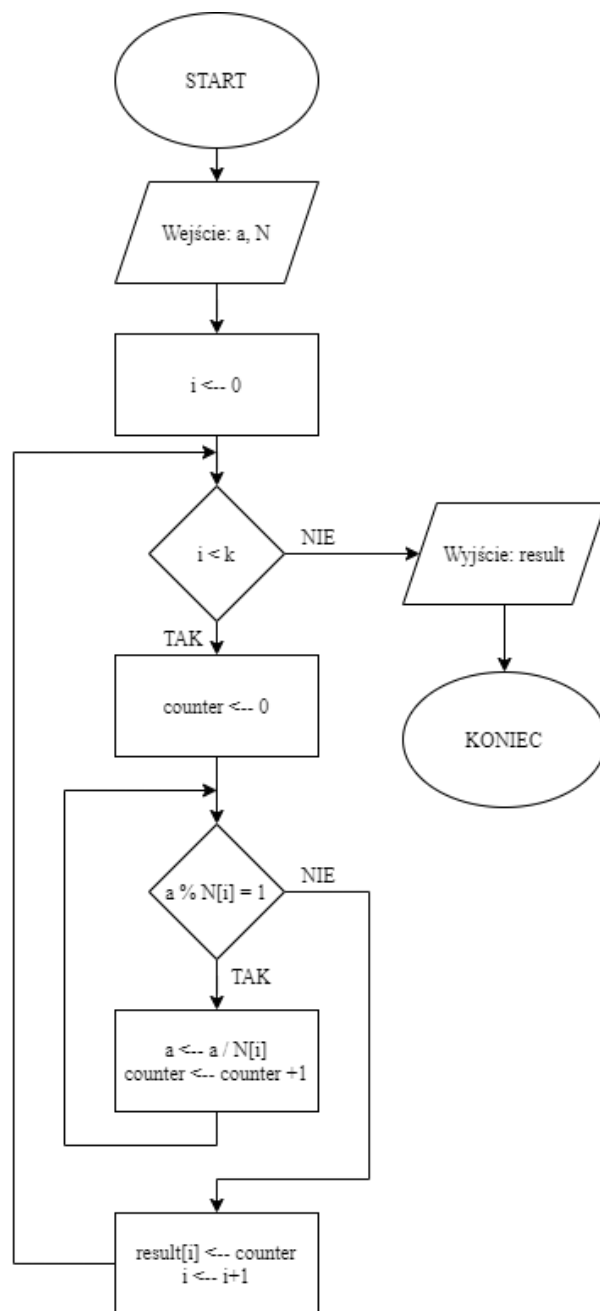 START
Wejście: a, N
i <-- 0
i < k
NIE
Wyjście: result
TAK
counter <-- 0
KONIEC
a % N[i] = 1
NIE
TAK
a <-- a / N[i]
counter <-- counter +1
result[i] <-- counter
i <-- i+1